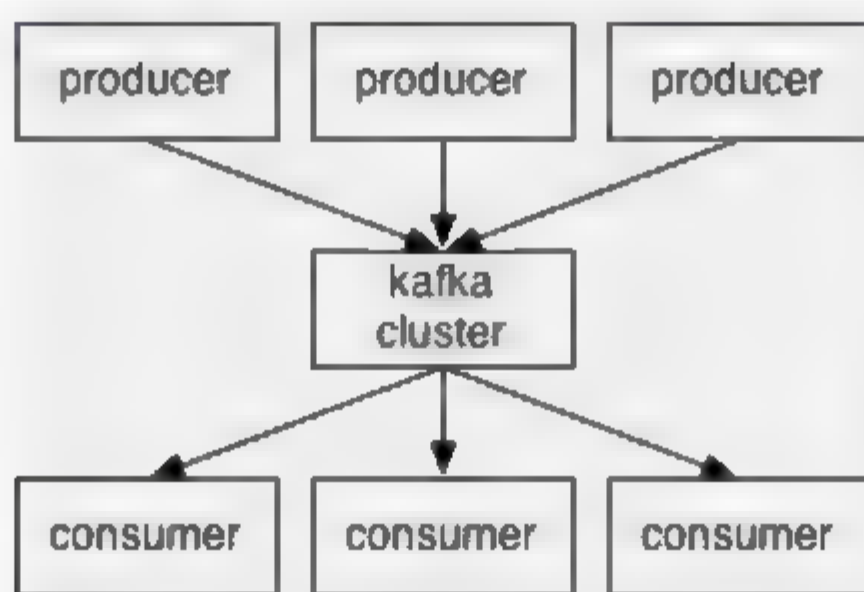 producer
producer
producer
kafka
cluster
consumer
consumer
consumer